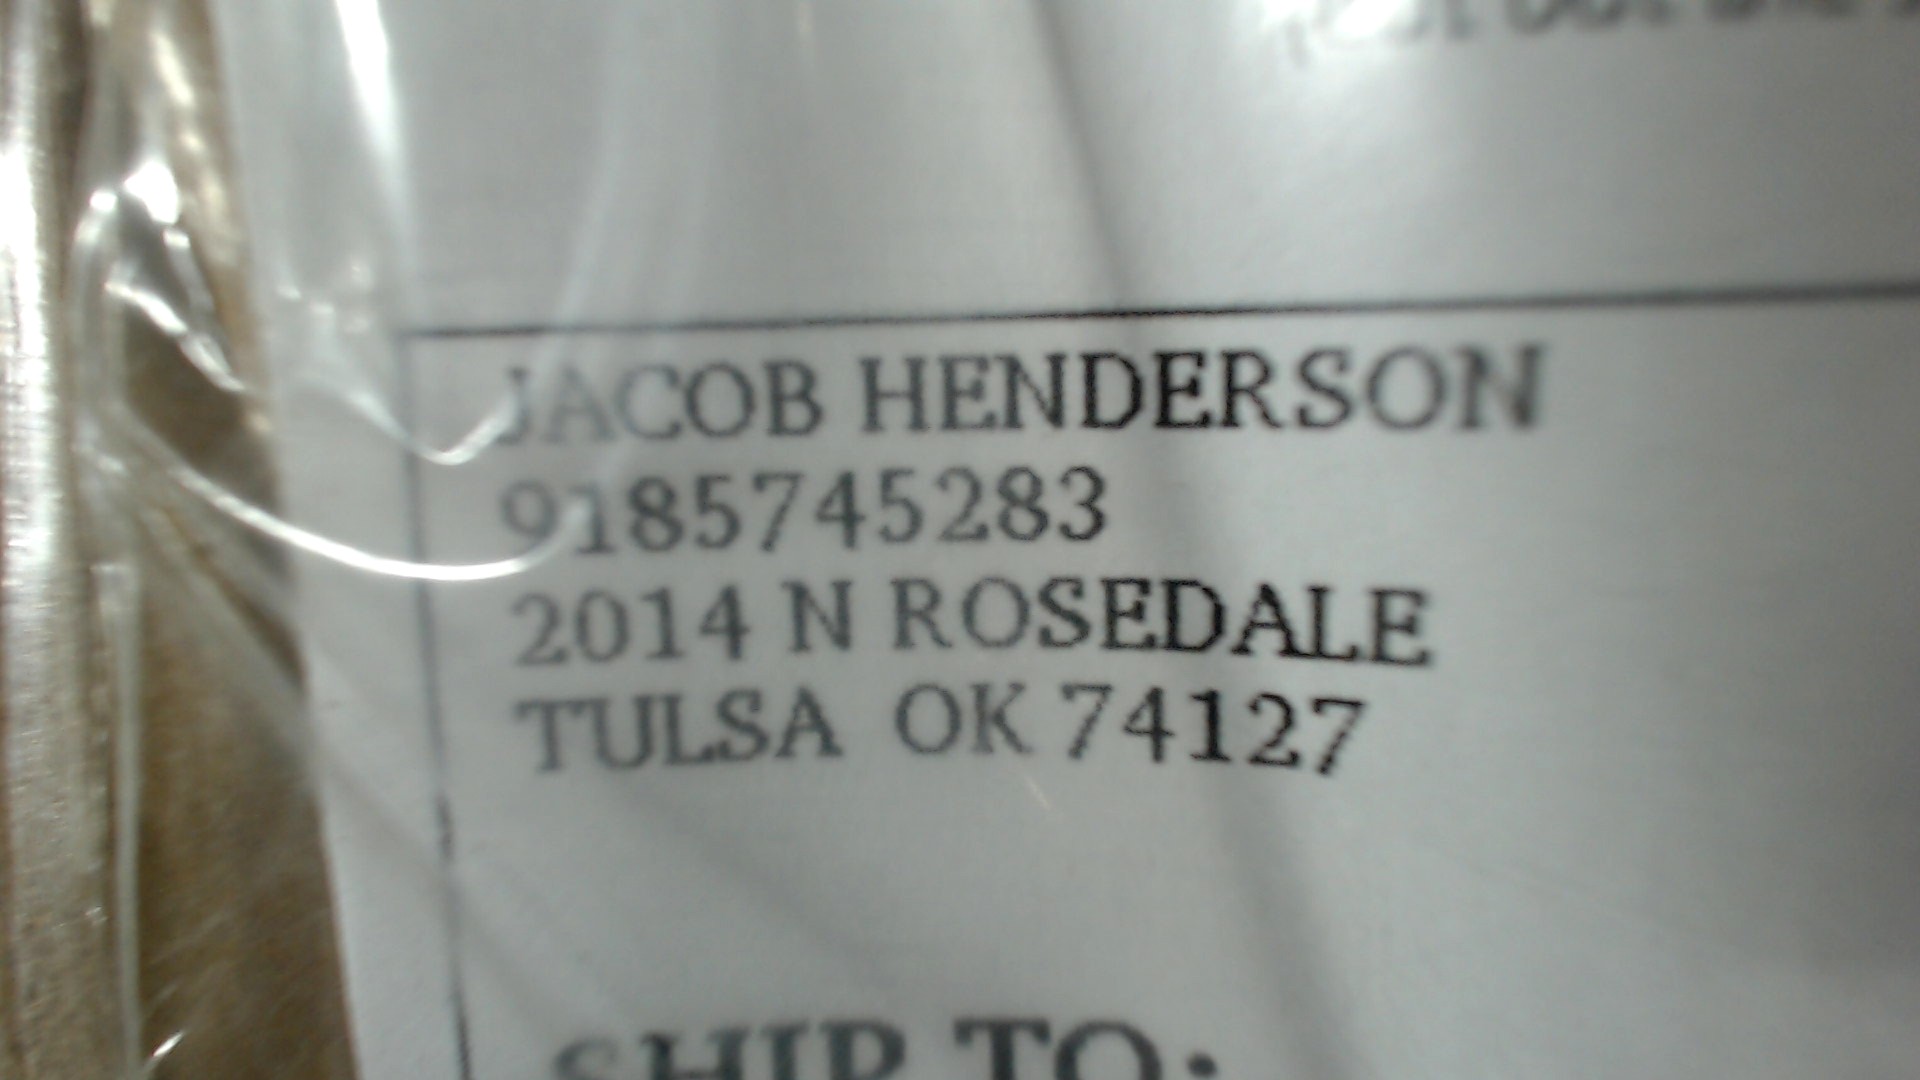 JACOB HENDERSON
9185745283
2014 N ROSEDALE
TULSA OK 74127
SHIP TO: